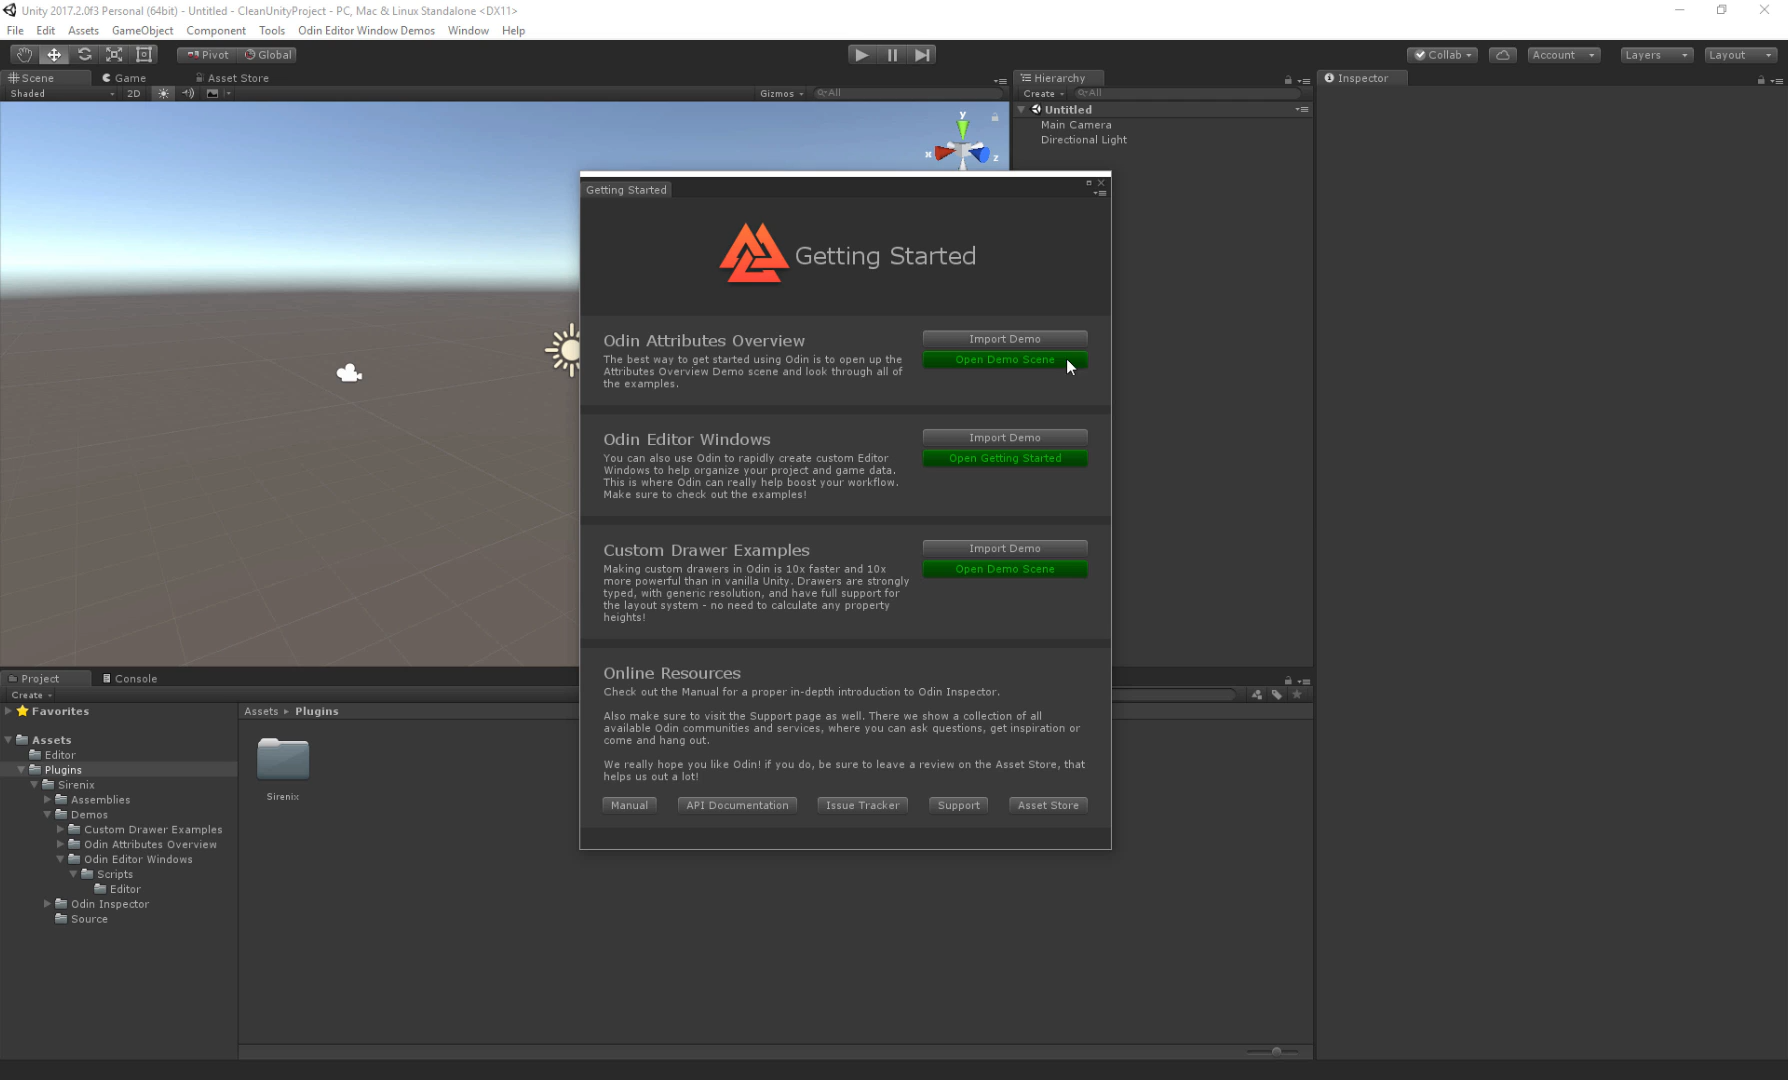 Unity 2017.2.0f3 Personal (64bit) - Untitled - CleanUnityProject - PC, Mac & Linux Standalone <DX11>
File Edit Assets GameObject Component Tools Odin Editor Window Demos Window Help
Pivot Global Collab Account Layers Layout
Scene Game Asset Store
Shaded 2D Gizmos All
y
x
z
Hierarchy
Create All
Untitled
Main Camera
Directional Light
Inspector
Getting Started
Getting Started
Odin Attributes Overview
The best way to get started using Odin is to open up the
Attributes Overview Demo scene and look through all of
the examples.
Import Demo
Open Demo Scene
Odin Editor Windows
You can also use Odin to rapidly create custom Editor
Windows to help organize your project and game data.
This is where Odin can really help boost your workflow.
Make sure to check out the examples!
Import Demo
Open Getting Started
Custom Drawer Examples
Making custom drawers in Odin is 10x faster and 10x
more powerful than in vanilla Unity. Drawers are strongly
typed, with generic resolution, and have full support for
the layout system - no need to calculate any property
heights!
Import Demo
Open Demo Scene
Online Resources
Check out the Manual for a proper in-depth introduction to Odin Inspector.
Also make sure to visit the Support page as well. There we show a collection of all
available Odin communities and services, where you can ask questions, get inspiration or
come and hang out.
We really hope you like Odin! if you do, be sure to leave a review on the Asset Store, that
helps us out a lot!
Manual API Documentation Issue Tracker Support Asset Store
Project Console
Create
Favorites
Assets
Editor
Plugins
Sirenix
Assemblies
Demos
Custom Drawer Examples
Odin Attributes Overview
Odin Editor Windows
Scripts
Editor
Odin Inspector
Source
Assets Plugins
Sirenix